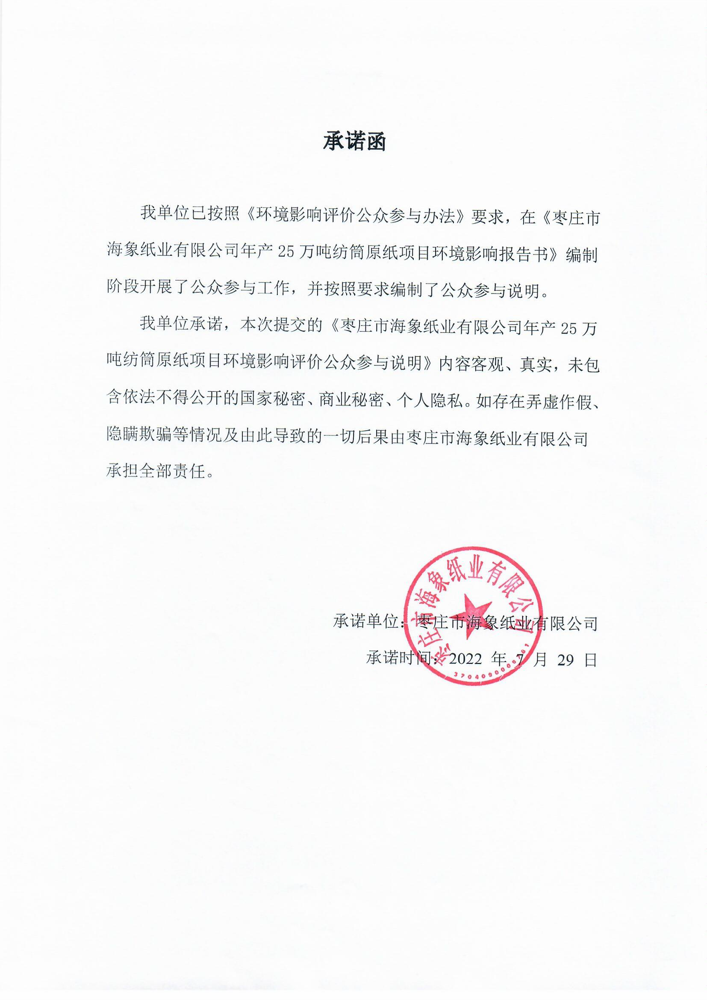 承诺函
我单位已按照《环境影响评价公众参与办法》要求，在《枣庄市
海象纸业有限公司年产 25 万吨纺筒原纸项目环境影响报告书》编制
阶段开展了公众参与工作，并按照要求编制了公众参与说明。
我单位承诺，本次提交的《枣庄市海象纸业有限公司年产 25 万
吨纺筒原纸项目环境影响评价公众参与说明》内容客观、真实，未包
含依法不得公开的国家秘密、商业秘密、个人隐私。如存在弄虚作假、
隐瞒欺骗等情况及由此导致的一切后果由枣庄市海象纸业有限公司
承担全部责任。
枣庄市海象纸业有限公司
承诺单位：枣庄市海象纸业有限公司
承诺时间：2022 年 7 月 29 日